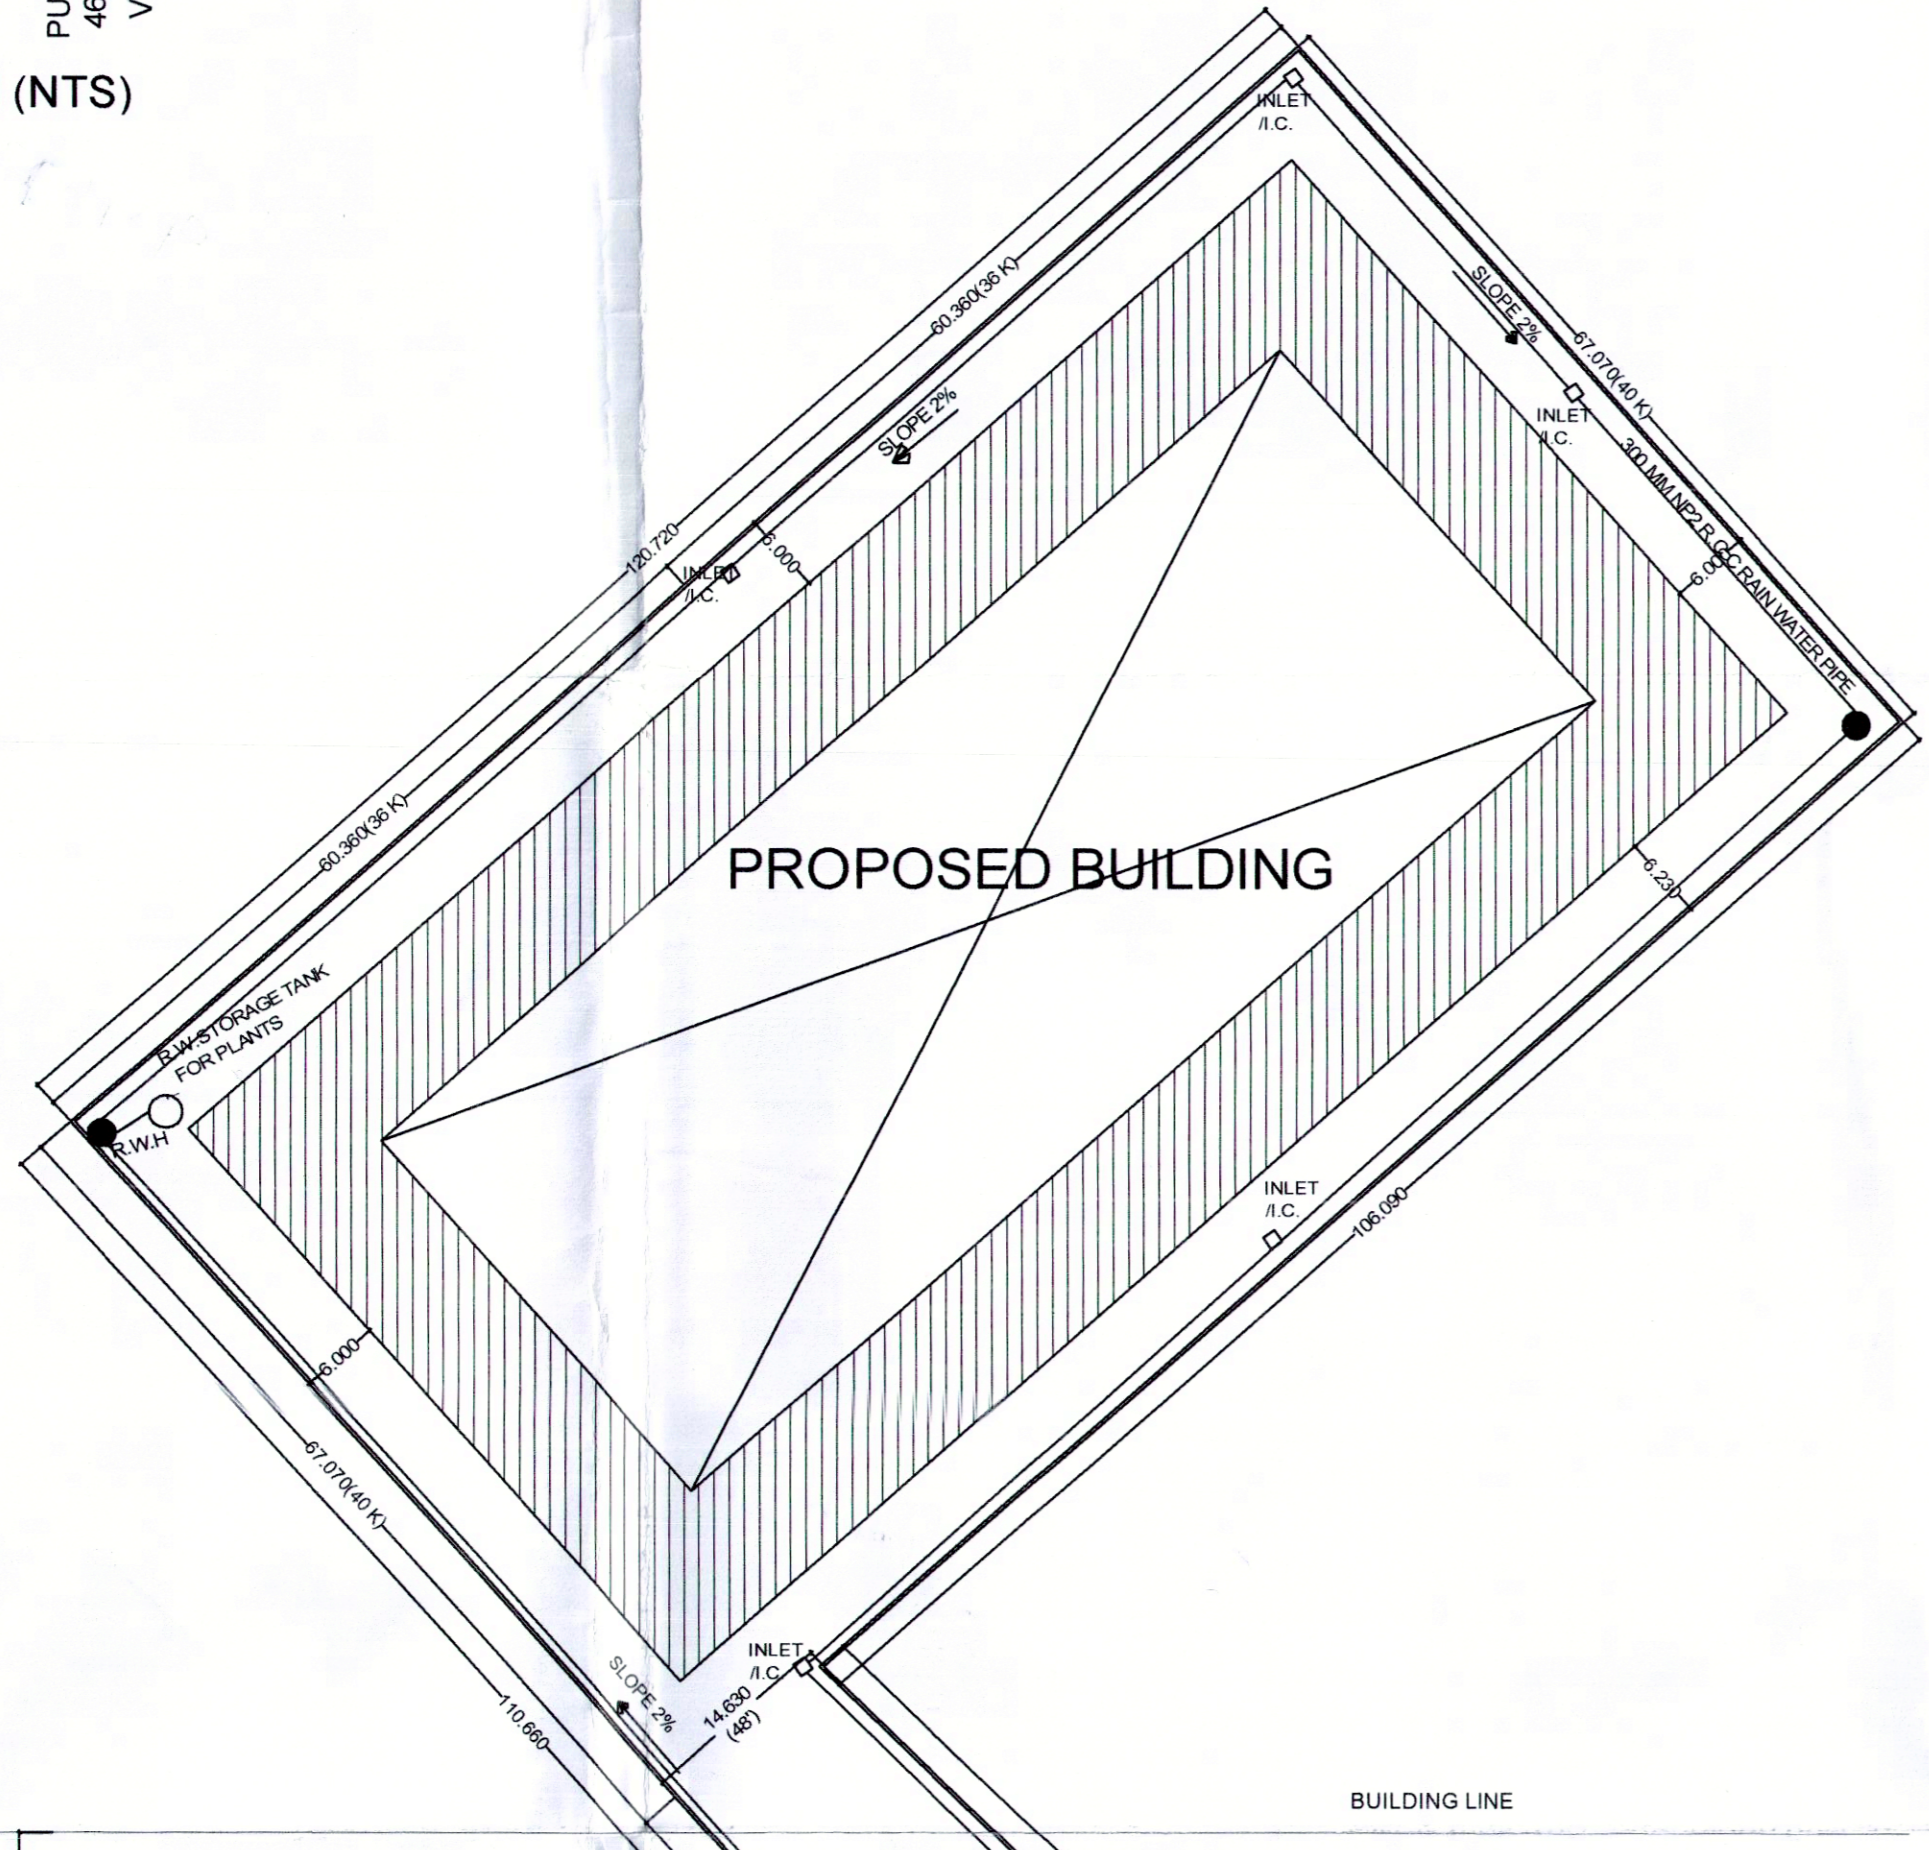 PU
46
V
(NTS)
INLET
/I.C.
60.360(36 K)
SLOPE 2%
67.070(40 K)
INLET
/I.C.
SLOPE 2%
300 MM NP2 R.C.C RAIN WATER PIPE
120.720
6.000
INLET
/I.C.
60.360(36 K)
PROPOSED BUILDING
6.230
R.W.STORAGE TANK
FOR PLANTS
R.W.H
INLET
/I.C.
106.090
6.000
67.070(40 K)
INLET
/I.C.
SLOPE 2%
14.630
(48')
110.660
BUILDING LINE